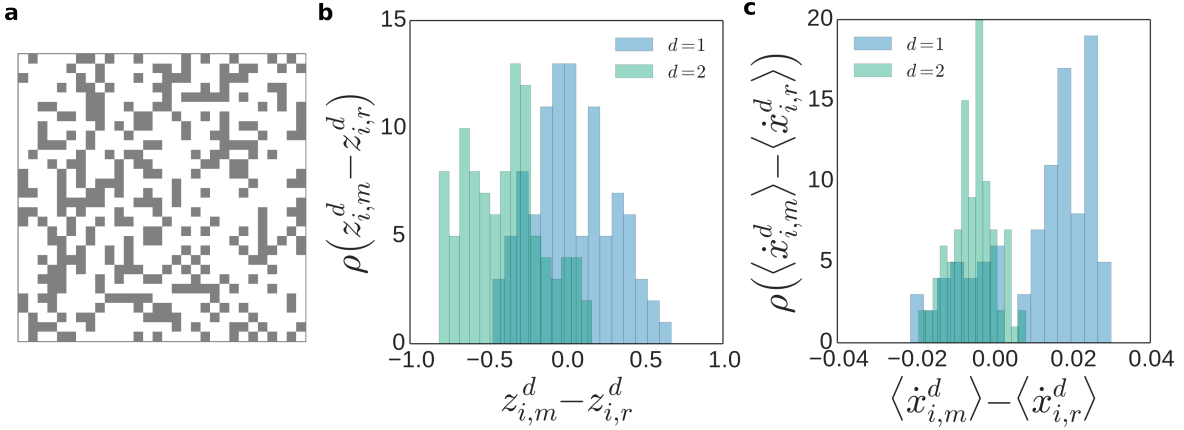 a
b
15
10
5
0
−1.0 −0.5 0.0 0.5 1.0
d=1
d=2
ρ(z^d_{i,m}−z^d_{i,r})
z^d_{i,m}−z^d_{i,r}
c
20
15
10
5
0
−0.04 −0.02 0.00 0.02 0.04
d=1
d=2
ρ(⟨ẋ^d_{i,m}⟩−⟨ẋ^d_{i,r}⟩)
⟨ẋ^d_{i,m}⟩−⟨ẋ^d_{i,r}⟩